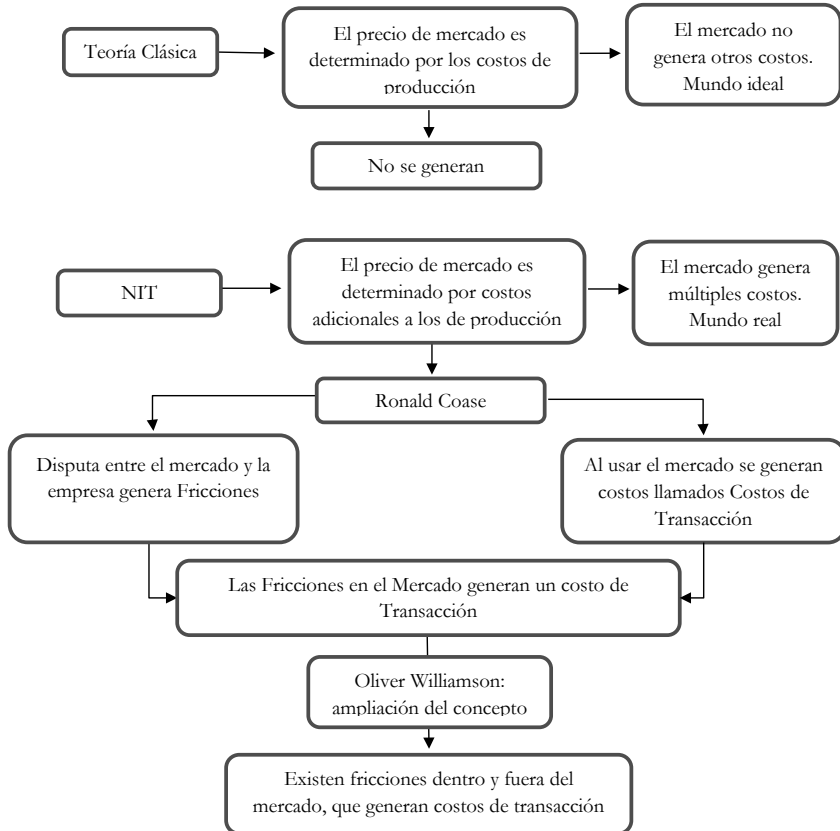 Teoría Clásica
El precio de mercado es
determinado por los costos de
producción
El mercado no
genera otros costos.
Mundo ideal
No se generan
NIT
El precio de mercado es
determinado por costos
adicionales a los de producción
El mercado genera
múltiples costos.
Mundo real
Ronald Coase
Disputa entre el mercado y la
empresa genera Fricciones
Al usar el mercado se generan
costos llamados Costos de
Transacción
Las Fricciones en el Mercado generan un costo de
Transacción
Oliver Williamson:
ampliación del concepto
Existen fricciones dentro y fuera del
mercado, que generan costos de transacción